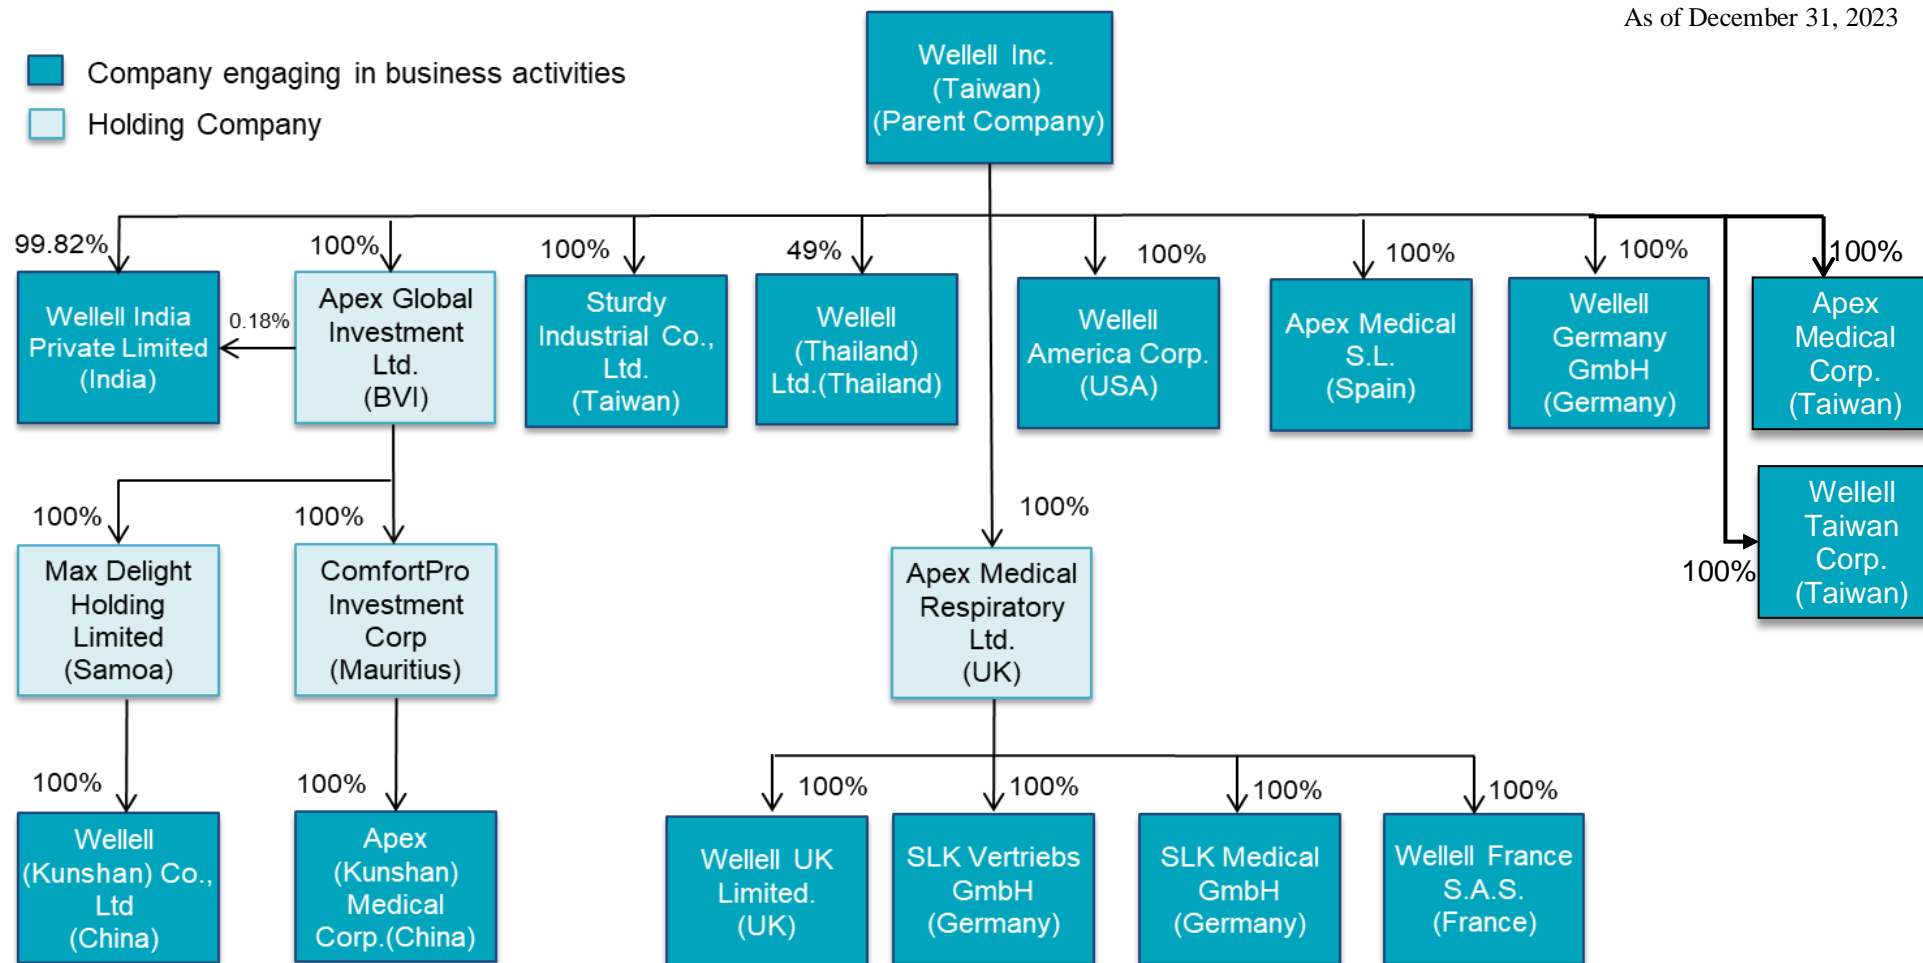 As of December 31, 2023
Company engaging in business activities
Holding Company
Wellell Inc.
(Taiwan)
(Parent Company)
99.82%
100%
100%
49%
100%
100%
100%
100%
Wellell India
Private Limited
(India)
0.18%
Apex Global
Investment
Ltd.
(BVI)
Sturdy
Industrial Co.,
Ltd.
(Taiwan)
Wellell
(Thailand)
Ltd.(Thailand)
Wellell
America Corp.
(USA)
Apex Medical
S.L.
(Spain)
Wellell
Germany
GmbH
(Germany)
Apex
Medical
Corp.
(Taiwan)
100%
100%
100%
100%
Max Delight
Holding
Limited
(Samoa)
ComfortPro
Investment
Corp
(Mauritius)
Apex Medical
Respiratory
Ltd.
(UK)
Wellell
Taiwan
Corp.
(Taiwan)
100%
100%
100%
100%
100%
100%
Wellell
(Kunshan) Co.,
Ltd
(China)
Apex
(Kunshan)
Medical
Corp.(China)
Wellell UK
Limited.
(UK)
SLK Vertriebs
GmbH
(Germany)
SLK Medical
GmbH
(Germany)
Wellell France
S.A.S.
(France)